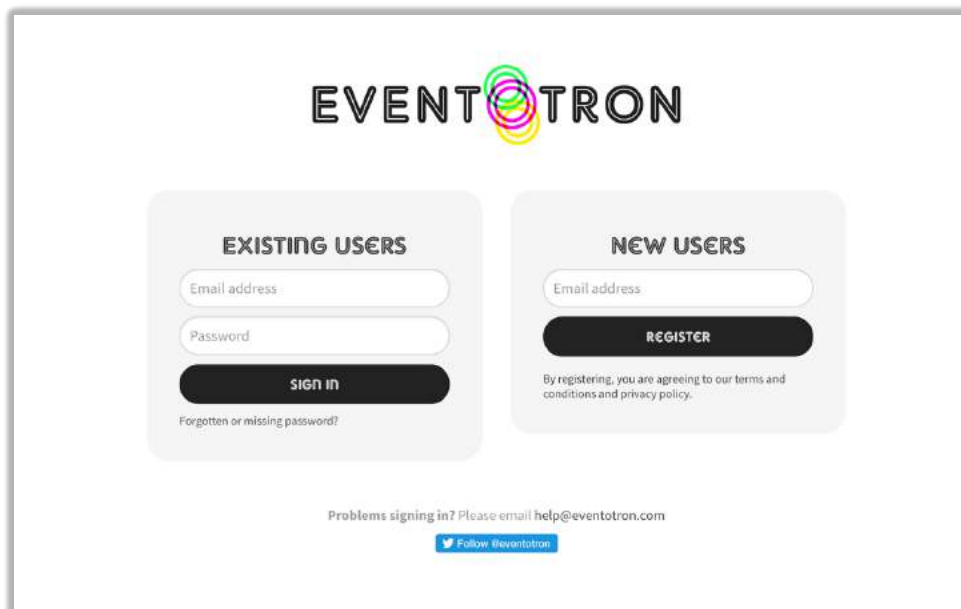 EVENTOTRON
EXISTING USERS
Email address
Password
SIGN IN
Forgotten or missing password?
NEW USERS
Email address
REGISTER
By registering, you are agreeing to our terms and
conditions and privacy policy.
Problems signing in? Please email help@eventotron.com
Follow @eventotron